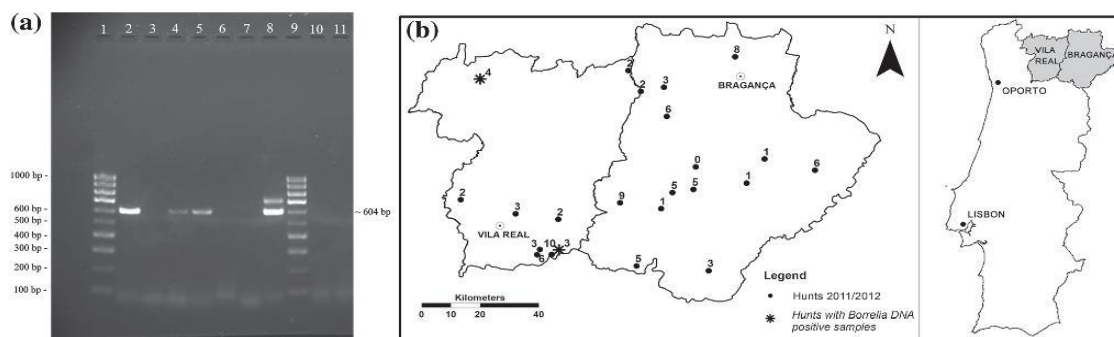 (a)
1 2 3 4 5 6 7 8 9 10 11
1000 bp -
600 bp -
500 bp -
400 bp -
300 bp -
200 bp -
100 bp -
~ 604 bp
(b)
N
4
2
2
3
8
BRAGANÇA
6
0
1
6
1
5
5
9
1
2
3
2
VILA REAL
3
10
3
6
5
3
Kilometers
0 10 20 40
Legend
Hunts 2011/2012
Hunts with Borrelia DNA
positive samples
VILA
REAL
BRAGANÇA
OPORTO
LISBON